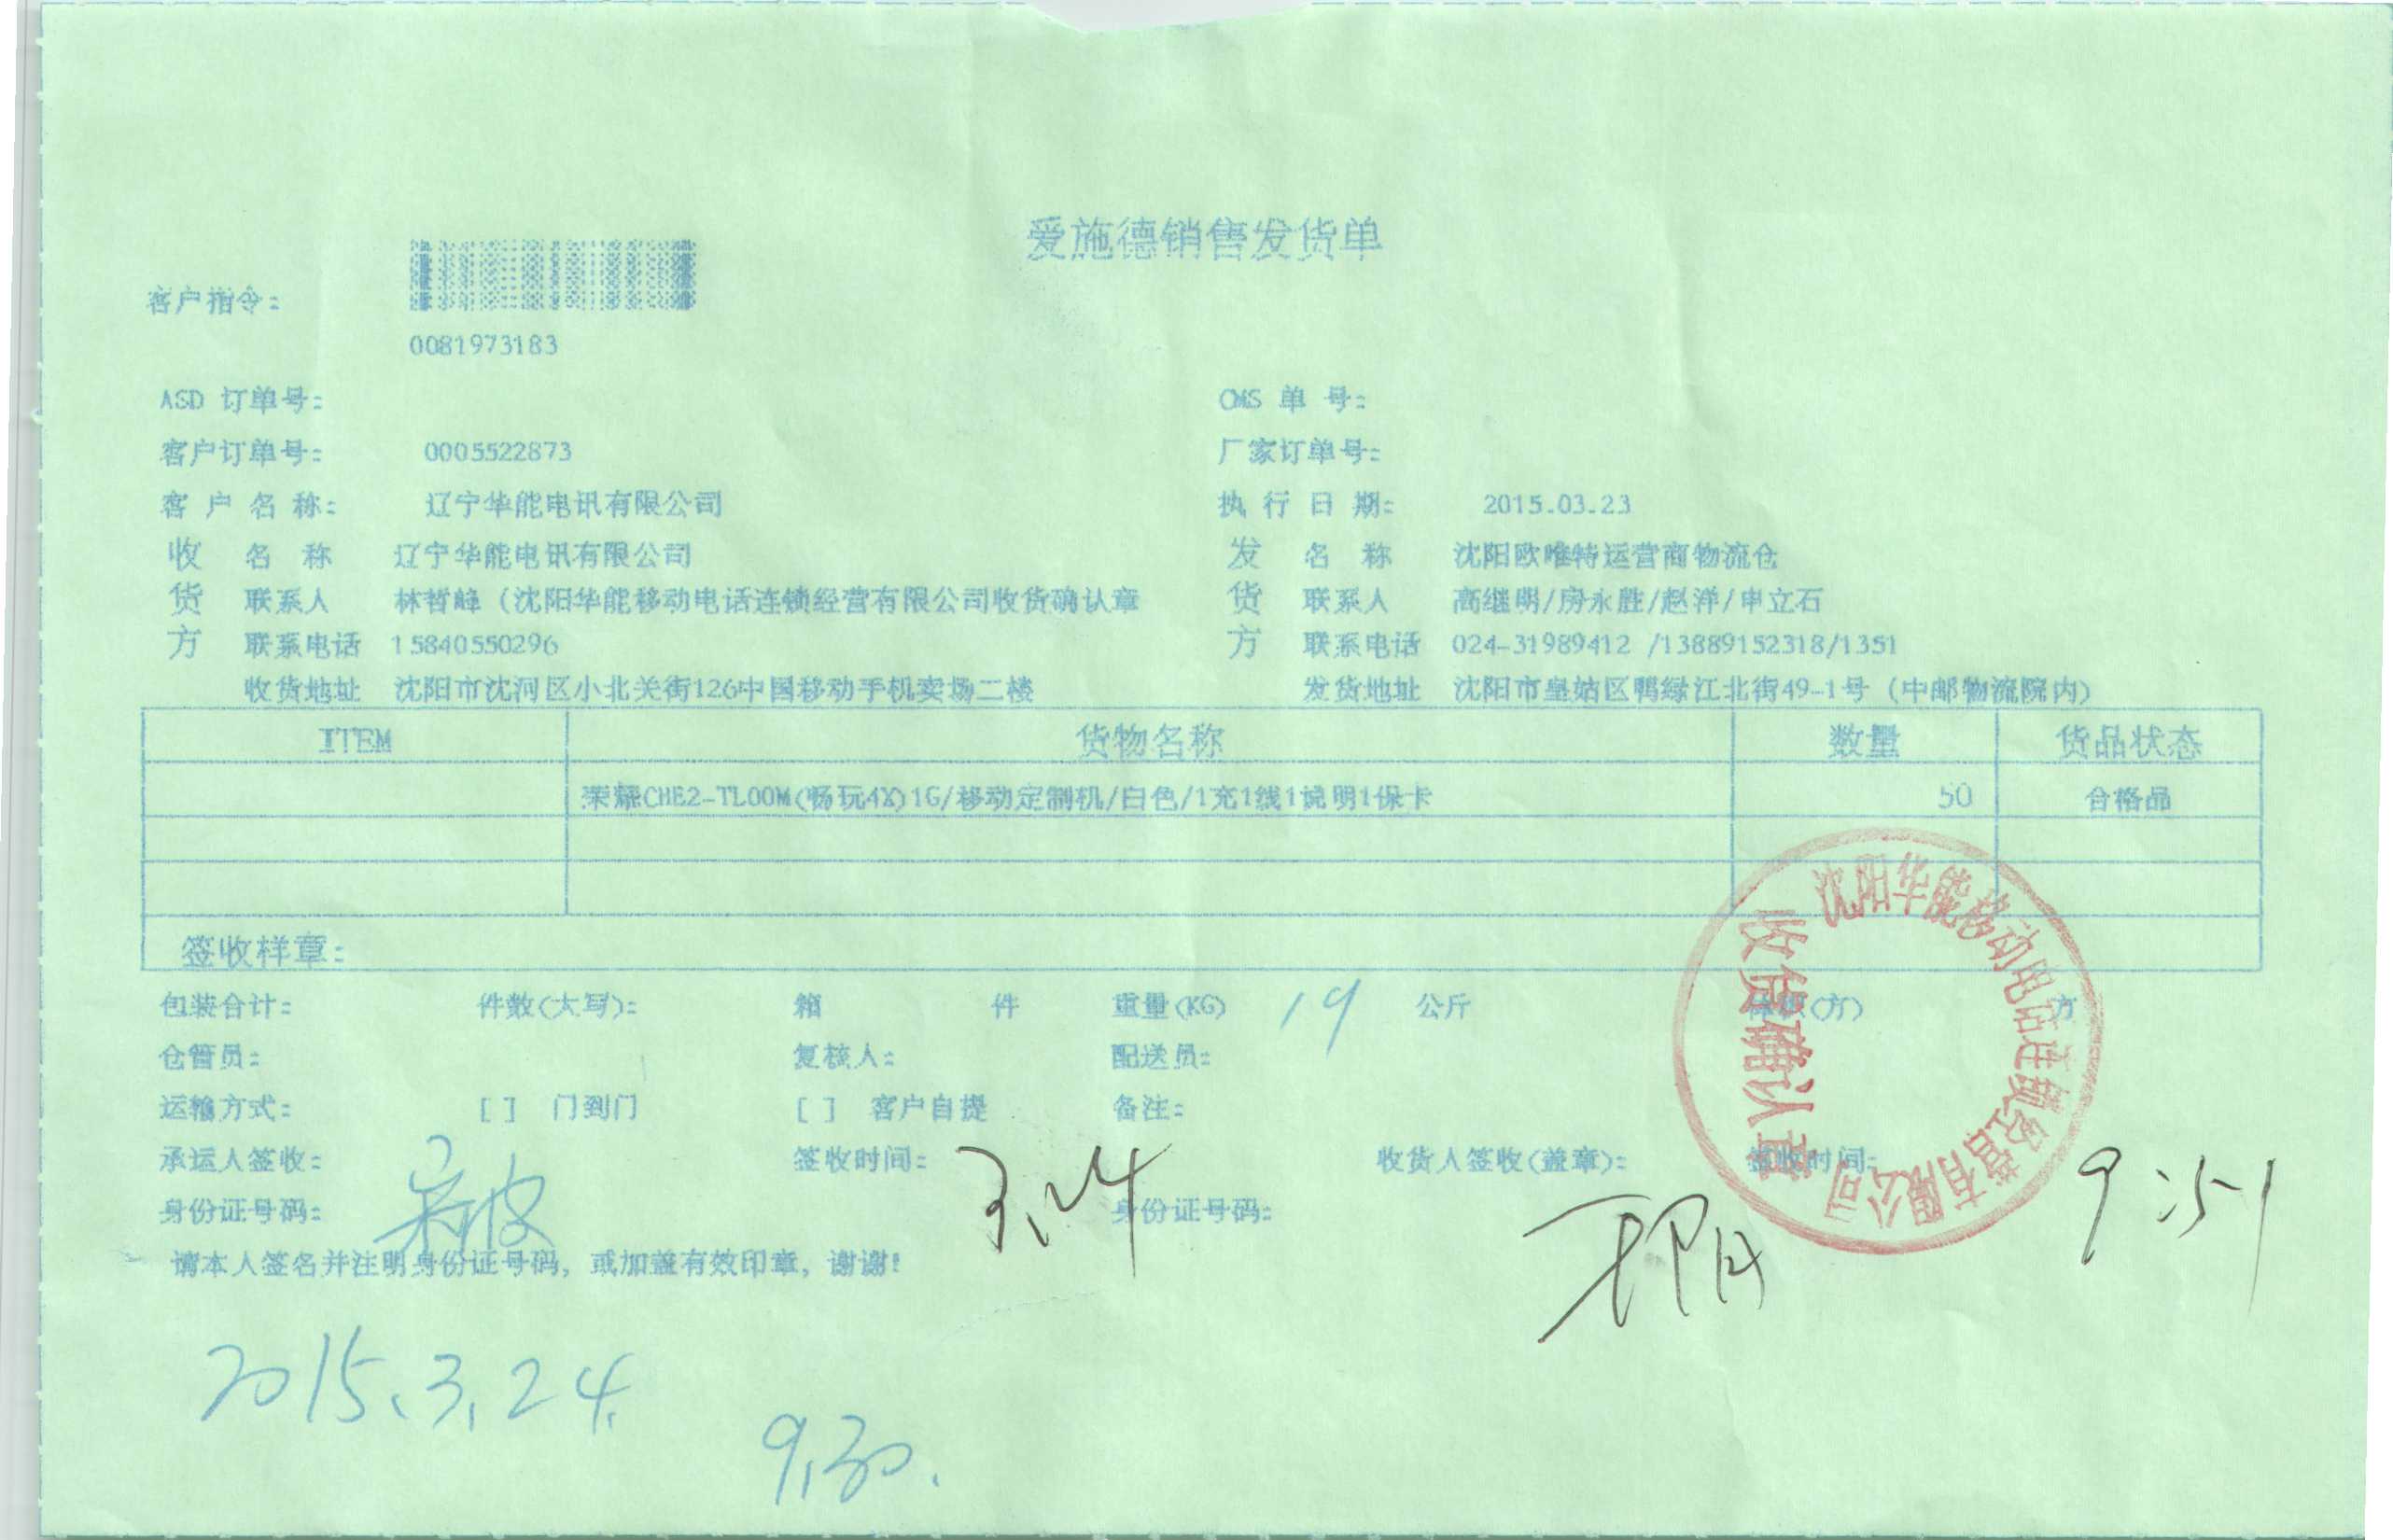 爱施德销售发货单
客户指令:
0081973183
ASD 订单号: CMS 单 号:
客户订单号: 0005522873 厂家订单号:
客 户 名 称: 辽宁华能电讯有限公司 执 行 日 期: 2015.03.23
收 名 称 辽宁华能电讯有限公司 发 名 称 沈阳欧唯特运营商物流仓
货 联系人 林哲峰(沈阳华能移动电话连锁经营有限公司收货确认章 货 联系人 高继明/房永胜/赵洋/申立石
方 联系电话 15840550296 方 联系电话 024-31989412 /13889152318/1351
收货地址 沈阳市沈河区小北关街126中国移动手机卖场二楼 发货地址 沈阳市皇姑区鸭绿江北街49-1号(中邮物流院内)
ITEM 货物名称 数量 货品状态
荣耀CHE2-TL00M(畅玩4X)1G/移动定制机/白色/1充1线1说明1保卡 50 合格品
签收样章:
沈阳华能移动电话连锁经营有限公司
收货确认章
包装合计: 件数(大写): 箱 件 重量(KG) 19 公斤 体积(方) 方
仓管员: 复核人: 配送员:
运输方式: [ ] 门到门 [ ] 客户自提 备注:
承运人签收: 签收时间: 3.24 收货人签收(盖章): 签收时间: 9:51
身份证号码: 身份证号码:
请本人签名并注明身份证号码, 或加盖有效印章, 谢谢!
2015.3.24.
9.30.